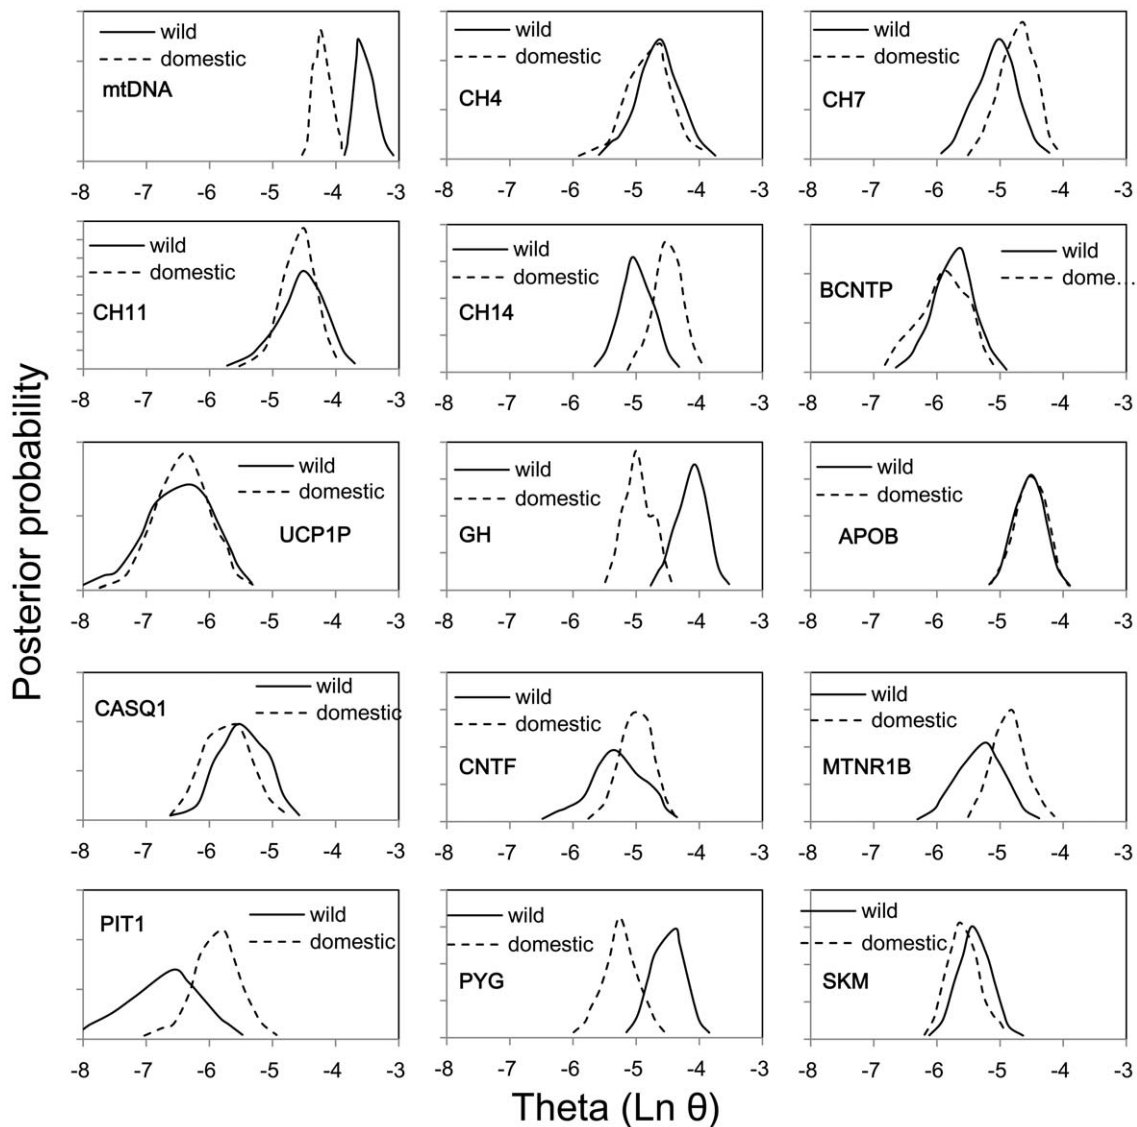 wild
domestic
mtDNA
-8 -7 -6 -5 -4 -3
wild
domestic
CH4
-8 -7 -6 -5 -4 -3
wild
domestic
CH7
-8 -7 -6 -5 -4 -3
wild
domestic
CH11
-8 -7 -6 -5 -4 -3
wild
domestic
CH14
-8 -7 -6 -5 -4 -3
wild
dome…
BCNTP
-8 -7 -6 -5 -4 -3
Posterior probability
wild
domestic
UCP1P
-8 -7 -6 -5 -4 -3
wild
domestic
GH
-8 -7 -6 -5 -4 -3
wild
domestic
APOB
-8 -7 -6 -5 -4 -3
wild
CASQ1
domestic
-8 -7 -6 -5 -4 -3
wild
domestic
CNTF
-8 -7 -6 -5 -4 -3
wild
domestic
MTNR1B
-8 -7 -6 -5 -4 -3
PIT1
wild
domestic
-8 -7 -6 -5 -4 -3
wild
domestic
PYG
-8 -7 -6 -5 -4 -3
wild
domestic
SKM
-8 -7 -6 -5 -4 -3
Theta (Ln θ)